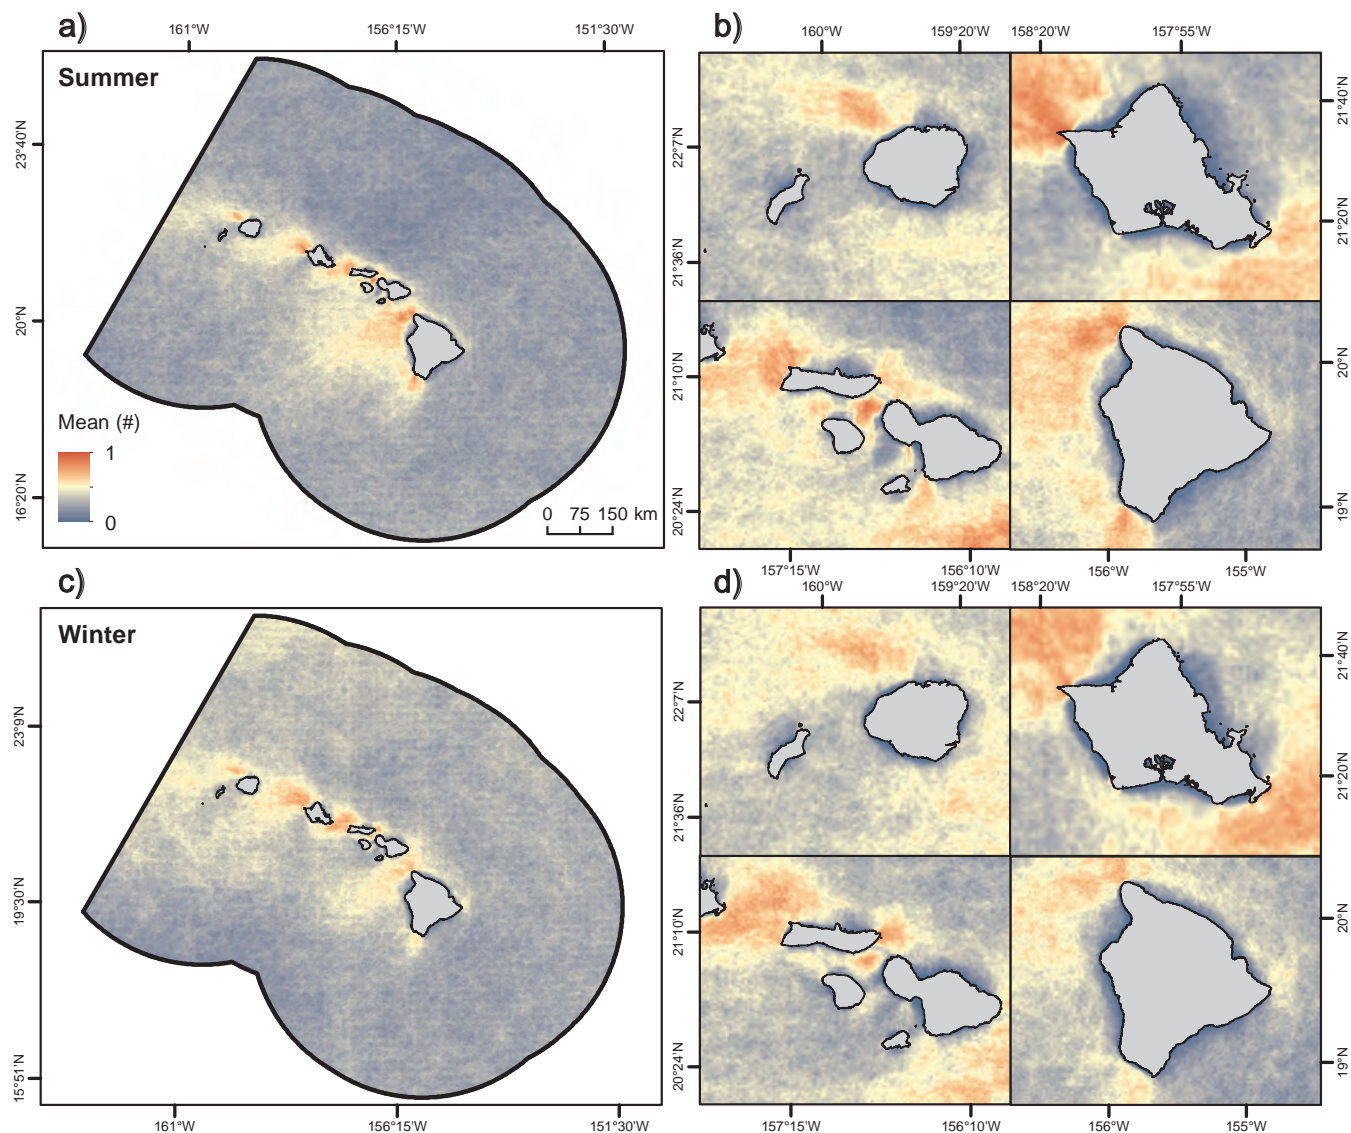 a)
161°W 156°15'W 151°30'W
Summer
23°40'N
20°N
16°20'N
Mean (#)
1
0
0 75 150 km
b)
160°W 159°20'W 158°20'W 157°55'W
22°7'N
21°36'N
21°40'N
21°20'N
21°10'N
20°24'N
20°N
19°N
157°15'W 156°10'W 156°W 155°W
c)
Winter
23°9'N
19°30'N
15°51'N
161°W 156°15'W 151°30'W
d)
160°W 159°20'W 158°20'W 157°55'W
22°7'N
21°36'N
21°40'N
21°20'N
21°10'N
20°24'N
20°N
19°N
157°15'W 156°10'W 156°W 155°W